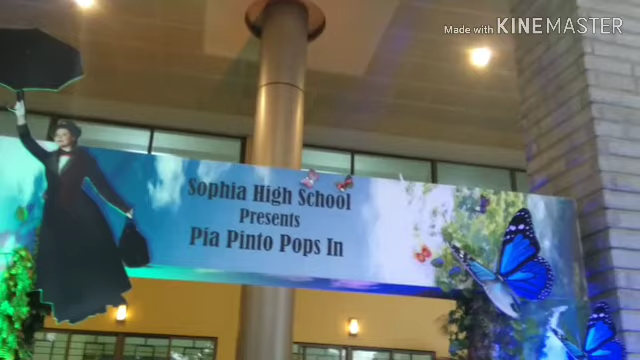 Made with KINEMASTER
Sophia High School
Presents
Pia Pinto Pops In